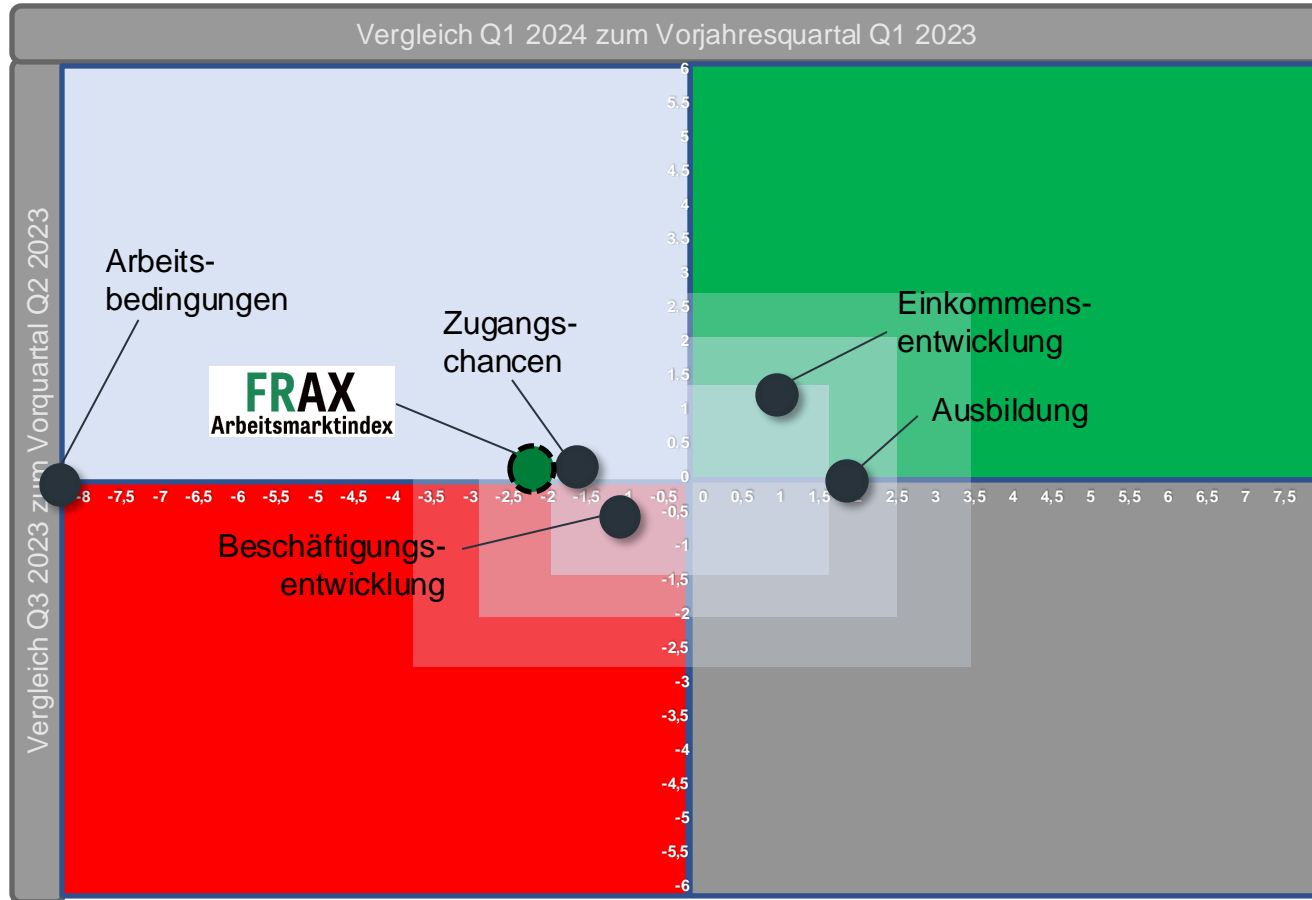 Vergleich Q1 2024 zum Vorjahresquartal Q1 2023
Vergleich Q3 2023 zum Vorquartal Q2 2023
6
5.5
5
4.5
4
3.5
3
2.5
2
1.5
1
0.5
0
-0,5
-1
-1,5
-2
-2,5
-3
-3,5
-4
-4,5
-5
-5,5
-6
Arbeits-
bedingungen
Zugangs-
chancen
FRAX
Arbeitsmarktindex
Einkommens-
entwicklung
Ausbildung
-8 -7,5 -7 -6,5 -6 -5,5 -5 -4,5 -4 -3,5 -3 -2,5 -2 -1,5 -1 -0,5 0 0,5 1 1,5 2,5 3 3,5 4 4,5 5 5,5 6 6,5 7 7,5
Beschäftigungs-
entwicklung